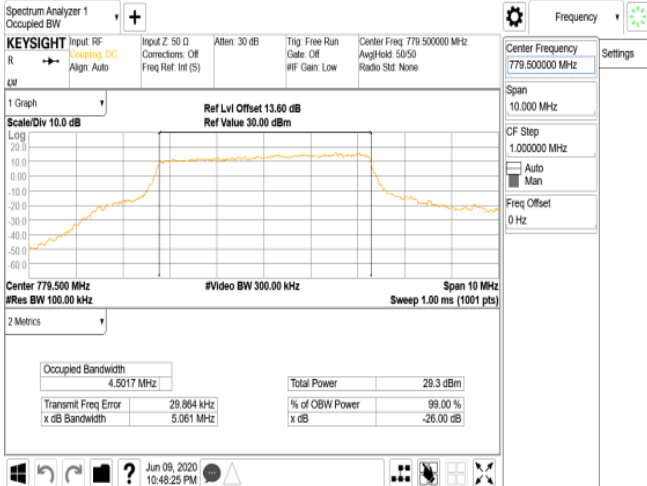 Spectrum Analyzer 1
Occupied BW
Frequency
KEYSIGHT
R
Input: RF
Coupling: DC
Align: Auto
Input Z: 50 Ω
Corrections: Off
Freq Ref: Int (S)
Atten: 30 dB
Trig: Free Run
Gate: Off
#IF Gain: Low
Center Freq: 779.500000 MHz
Avg|Hold: 50/50
Radio Std: None
LXI
1 Graph
Scale/Div 10.0 dB
Ref Lvl Offset 13.60 dB
Ref Value 30.00 dBm
Log
20.0
10.0
0.00
-10.0
-20.0
-30.0
-40.0
-50.0
-60.0
Center 779.500 MHz
#Res BW 100.00 kHz
#Video BW 300.00 kHz
Span 10 MHz
Sweep 1.00 ms (1001 pts)
2 Metrics
Occupied Bandwidth
4.5017 MHz
Total Power 29.3 dBm
Transmit Freq Error 29.864 kHz
% of OBW Power 99.00 %
x dB Bandwidth 5.061 MHz
x dB -26.00 dB
Center Frequency
779.500000 MHz
Settings
Span
10.000 MHz
CF Step
1.000000 MHz
Auto
Man
Freq Offset
0 Hz
?
Jun 09, 2020
10:48:25 PM